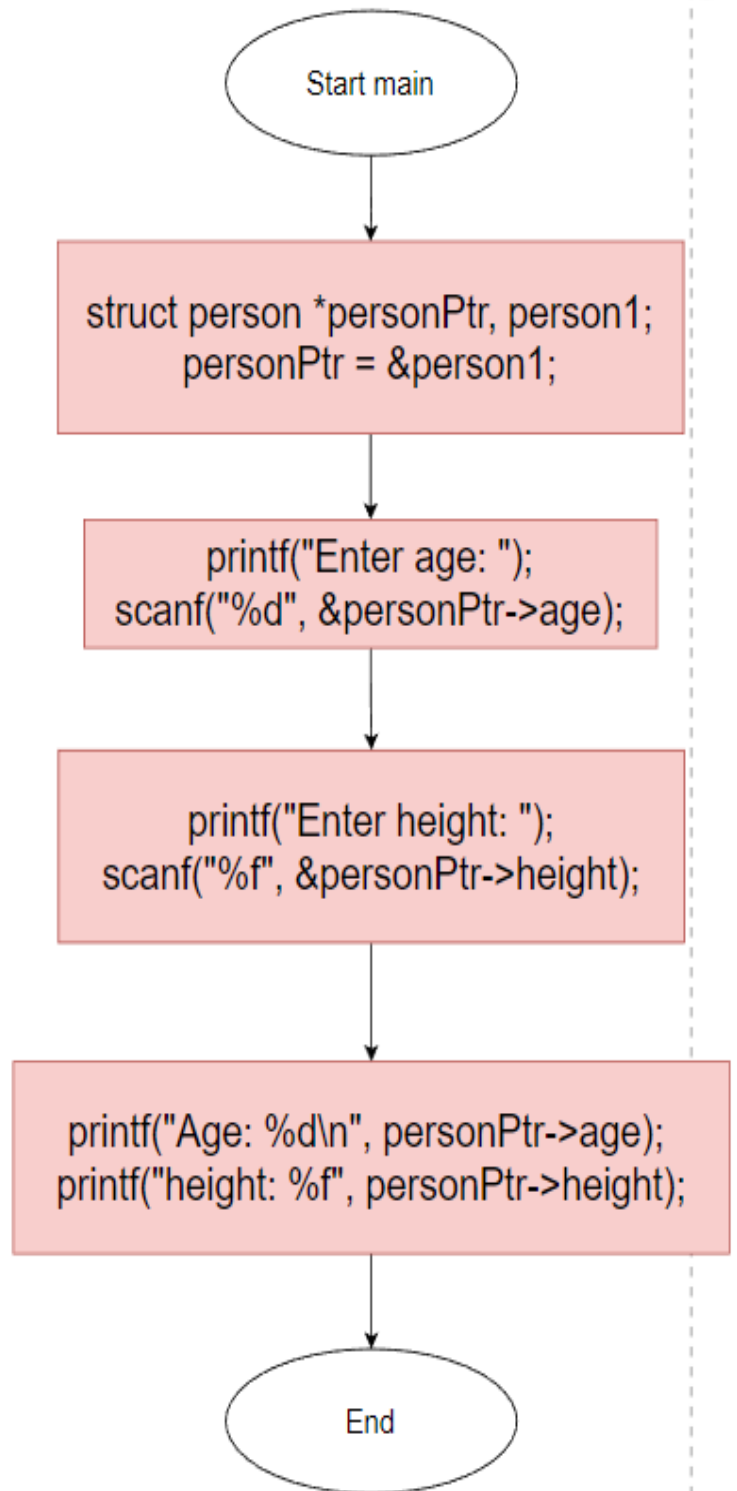 Start main
struct person *personPtr, person1;
personPtr = &person1;
printf("Enter age: ");
scanf("%d", &personPtr->age);
printf("Enter height: ");
scanf("%f", &personPtr->height);
printf("Age: %d\n", personPtr->age);
printf("height: %f", personPtr->height);
End